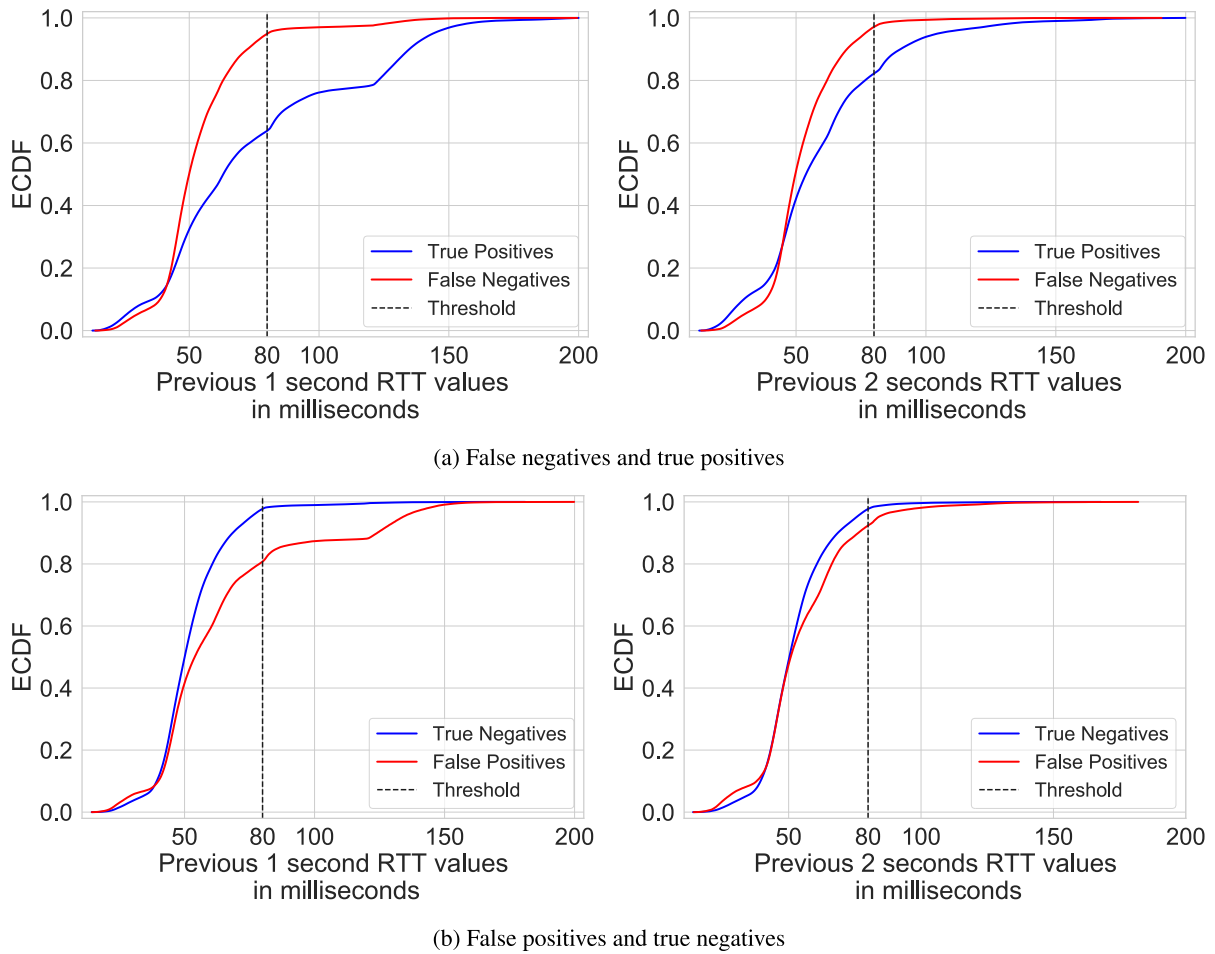 1.0
0.8
0.6
0.4
0.2
0.0
ECDF
True Positives
False Negatives
Threshold
50 80 100 150 200
Previous 1 second RTT values
in milliseconds
1.0
0.8
0.6
0.4
0.2
0.0
ECDF
True Positives
False Negatives
Threshold
50 80 100 150 200
Previous 2 seconds RTT values
in milliseconds
(a) False negatives and true positives
1.0
0.8
0.6
0.4
0.2
0.0
ECDF
True Negatives
False Positives
Threshold
50 80 100 150 200
Previous 1 second RTT values
in milliseconds
1.0
0.8
0.6
0.4
0.2
0.0
ECDF
True Negatives
False Positives
Threshold
50 80 100 150 200
Previous 2 seconds RTT values
in milliseconds
(b) False positives and true negatives